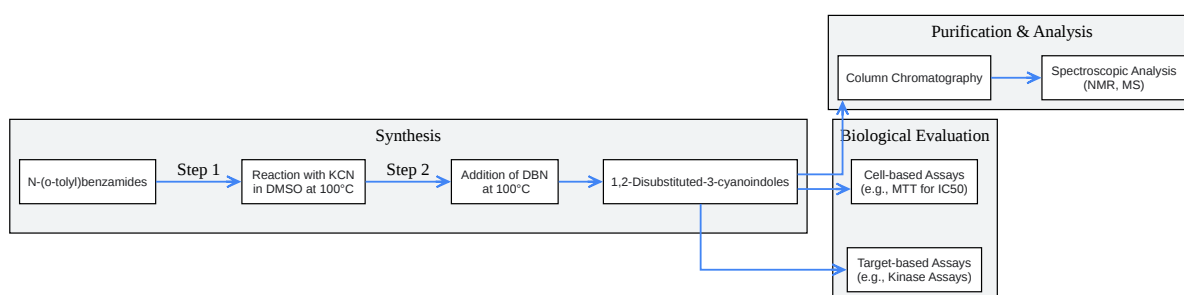 Purification & Analysis
Column Chromatography
Spectroscopic Analysis
(NMR, MS)
Synthesis
N-(o-tolyl)benzamides
Step 1
Reaction with KCN
in DMSO at 100°C
Step 2
Addition of DBN
at 100°C
1,2-Disubstituted-3-cyanoindoles
Biological Evaluation
Cell-based Assays
(e.g., MTT for IC50)
Target-based Assays
(e.g., Kinase Assays)